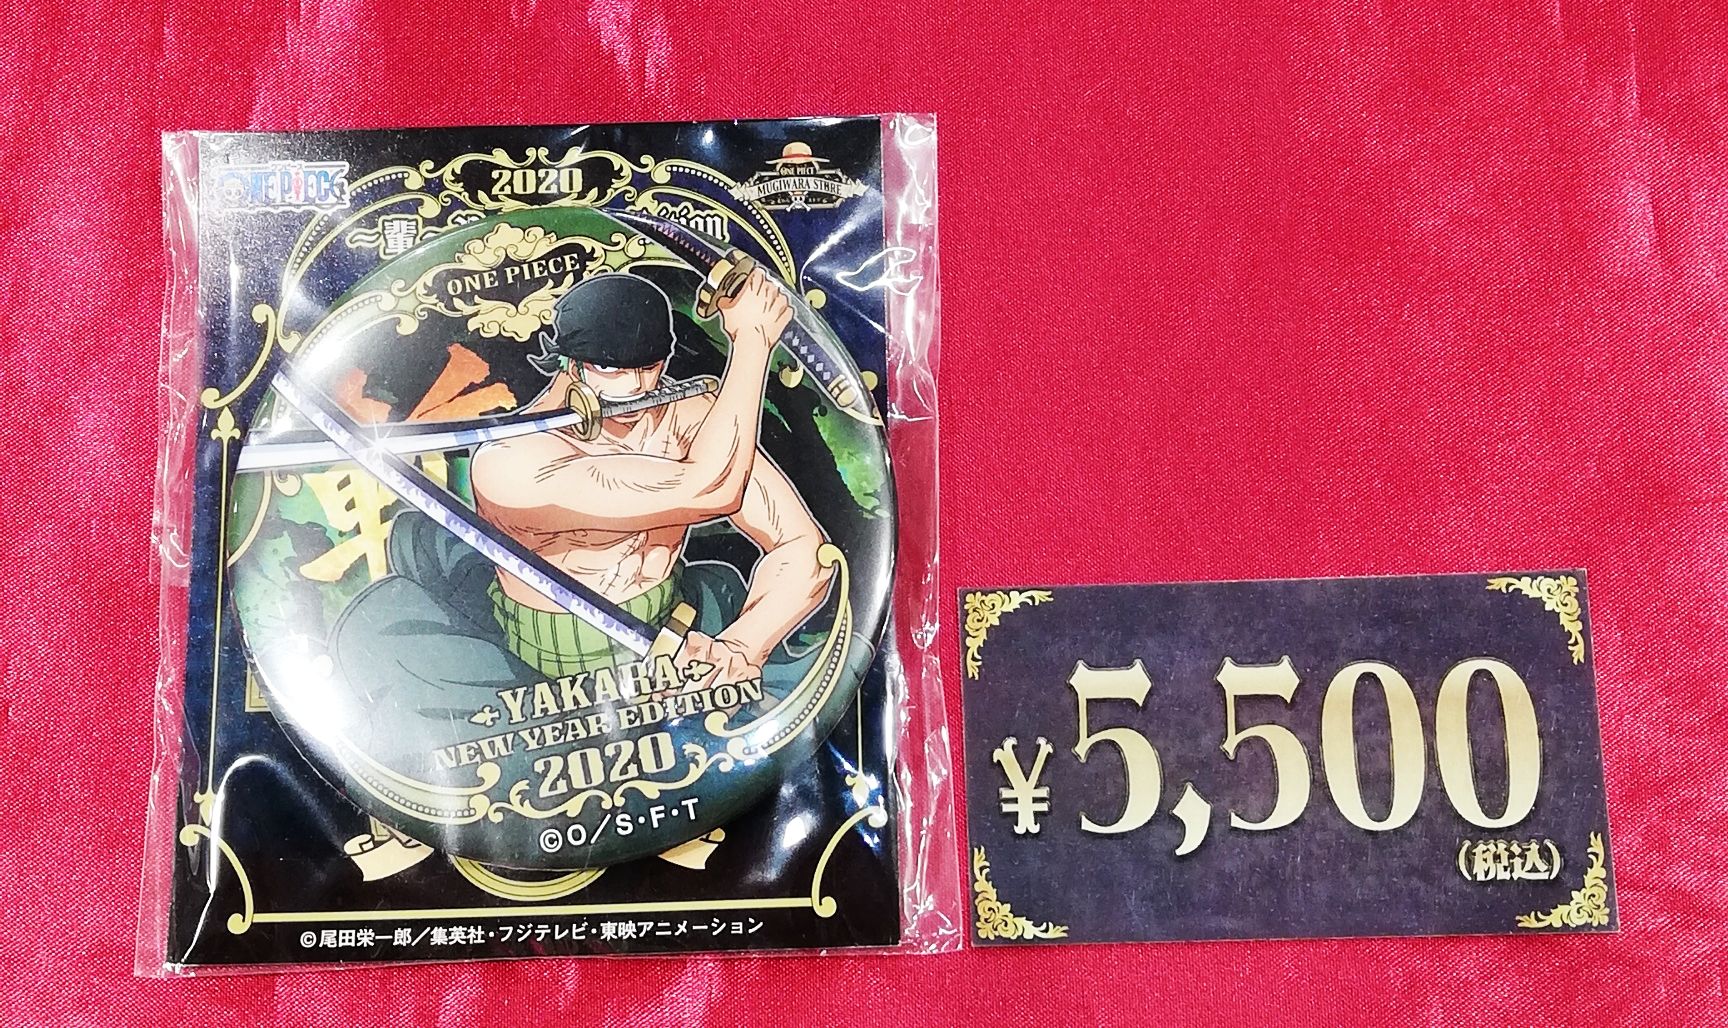 ONE PIECE
2020
ONE PIECE
MUGIWARA STORE
～輩
ONE PIECE
YAKARA
NEW YEAR EDITION
2020
©O／S・F・T
©尾田栄一郎／集英社・フジテレビ・東映アニメーション
¥5,500
(税込)